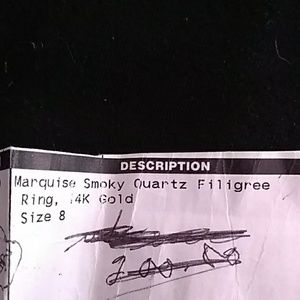 DESCRIPTION
Marquise Smoky Quartz Filigree
Ring, 14K Gold
Size 8